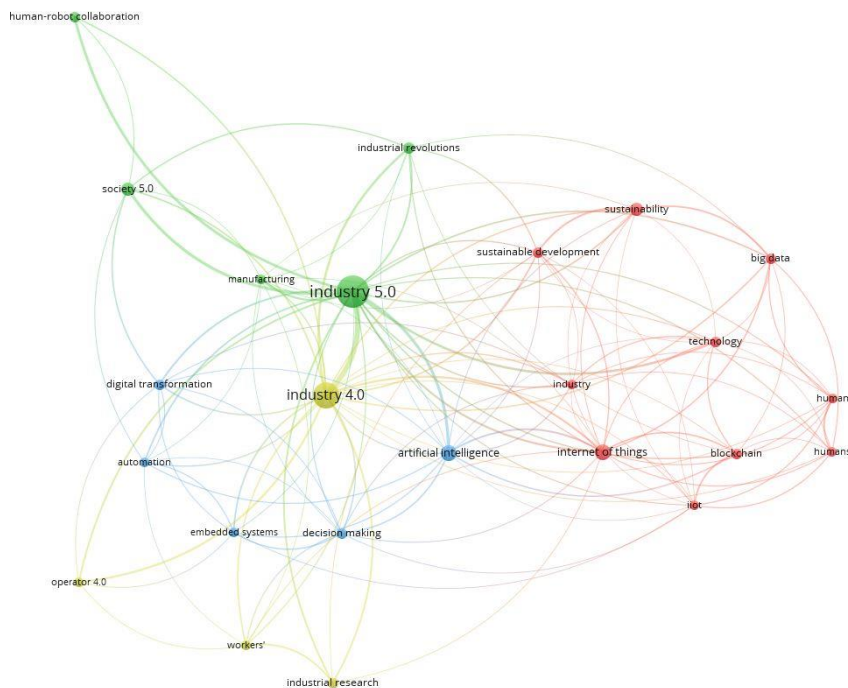 human-robot collaboration
industrial revolutions
society 5.0
sustainability
sustainable development
big data
manufacturing
industry 5.0
technology
digital transformation
industry
industry 4.0
human
artificial intelligence
internet of things
blockchain
humans
automation
iiot
embedded systems
decision making
operator 4.0
workers'
industrial research